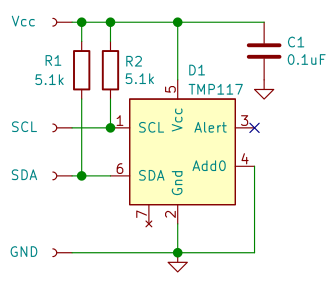 Vcc
R1
5.1k
R2
5.1k
C1
0.1uF
D1
TMP117
5
Vcc
SCL
1
SCL
Alert
3
Add0
4
SDA
6
SDA
Gnd
7
2
GND